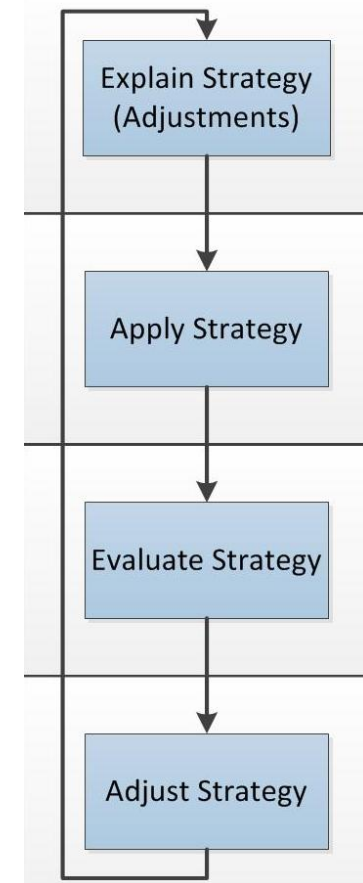 Explain Strategy
(Adjustments)
Apply Strategy
Evaluate Strategy
Adjust Strategy